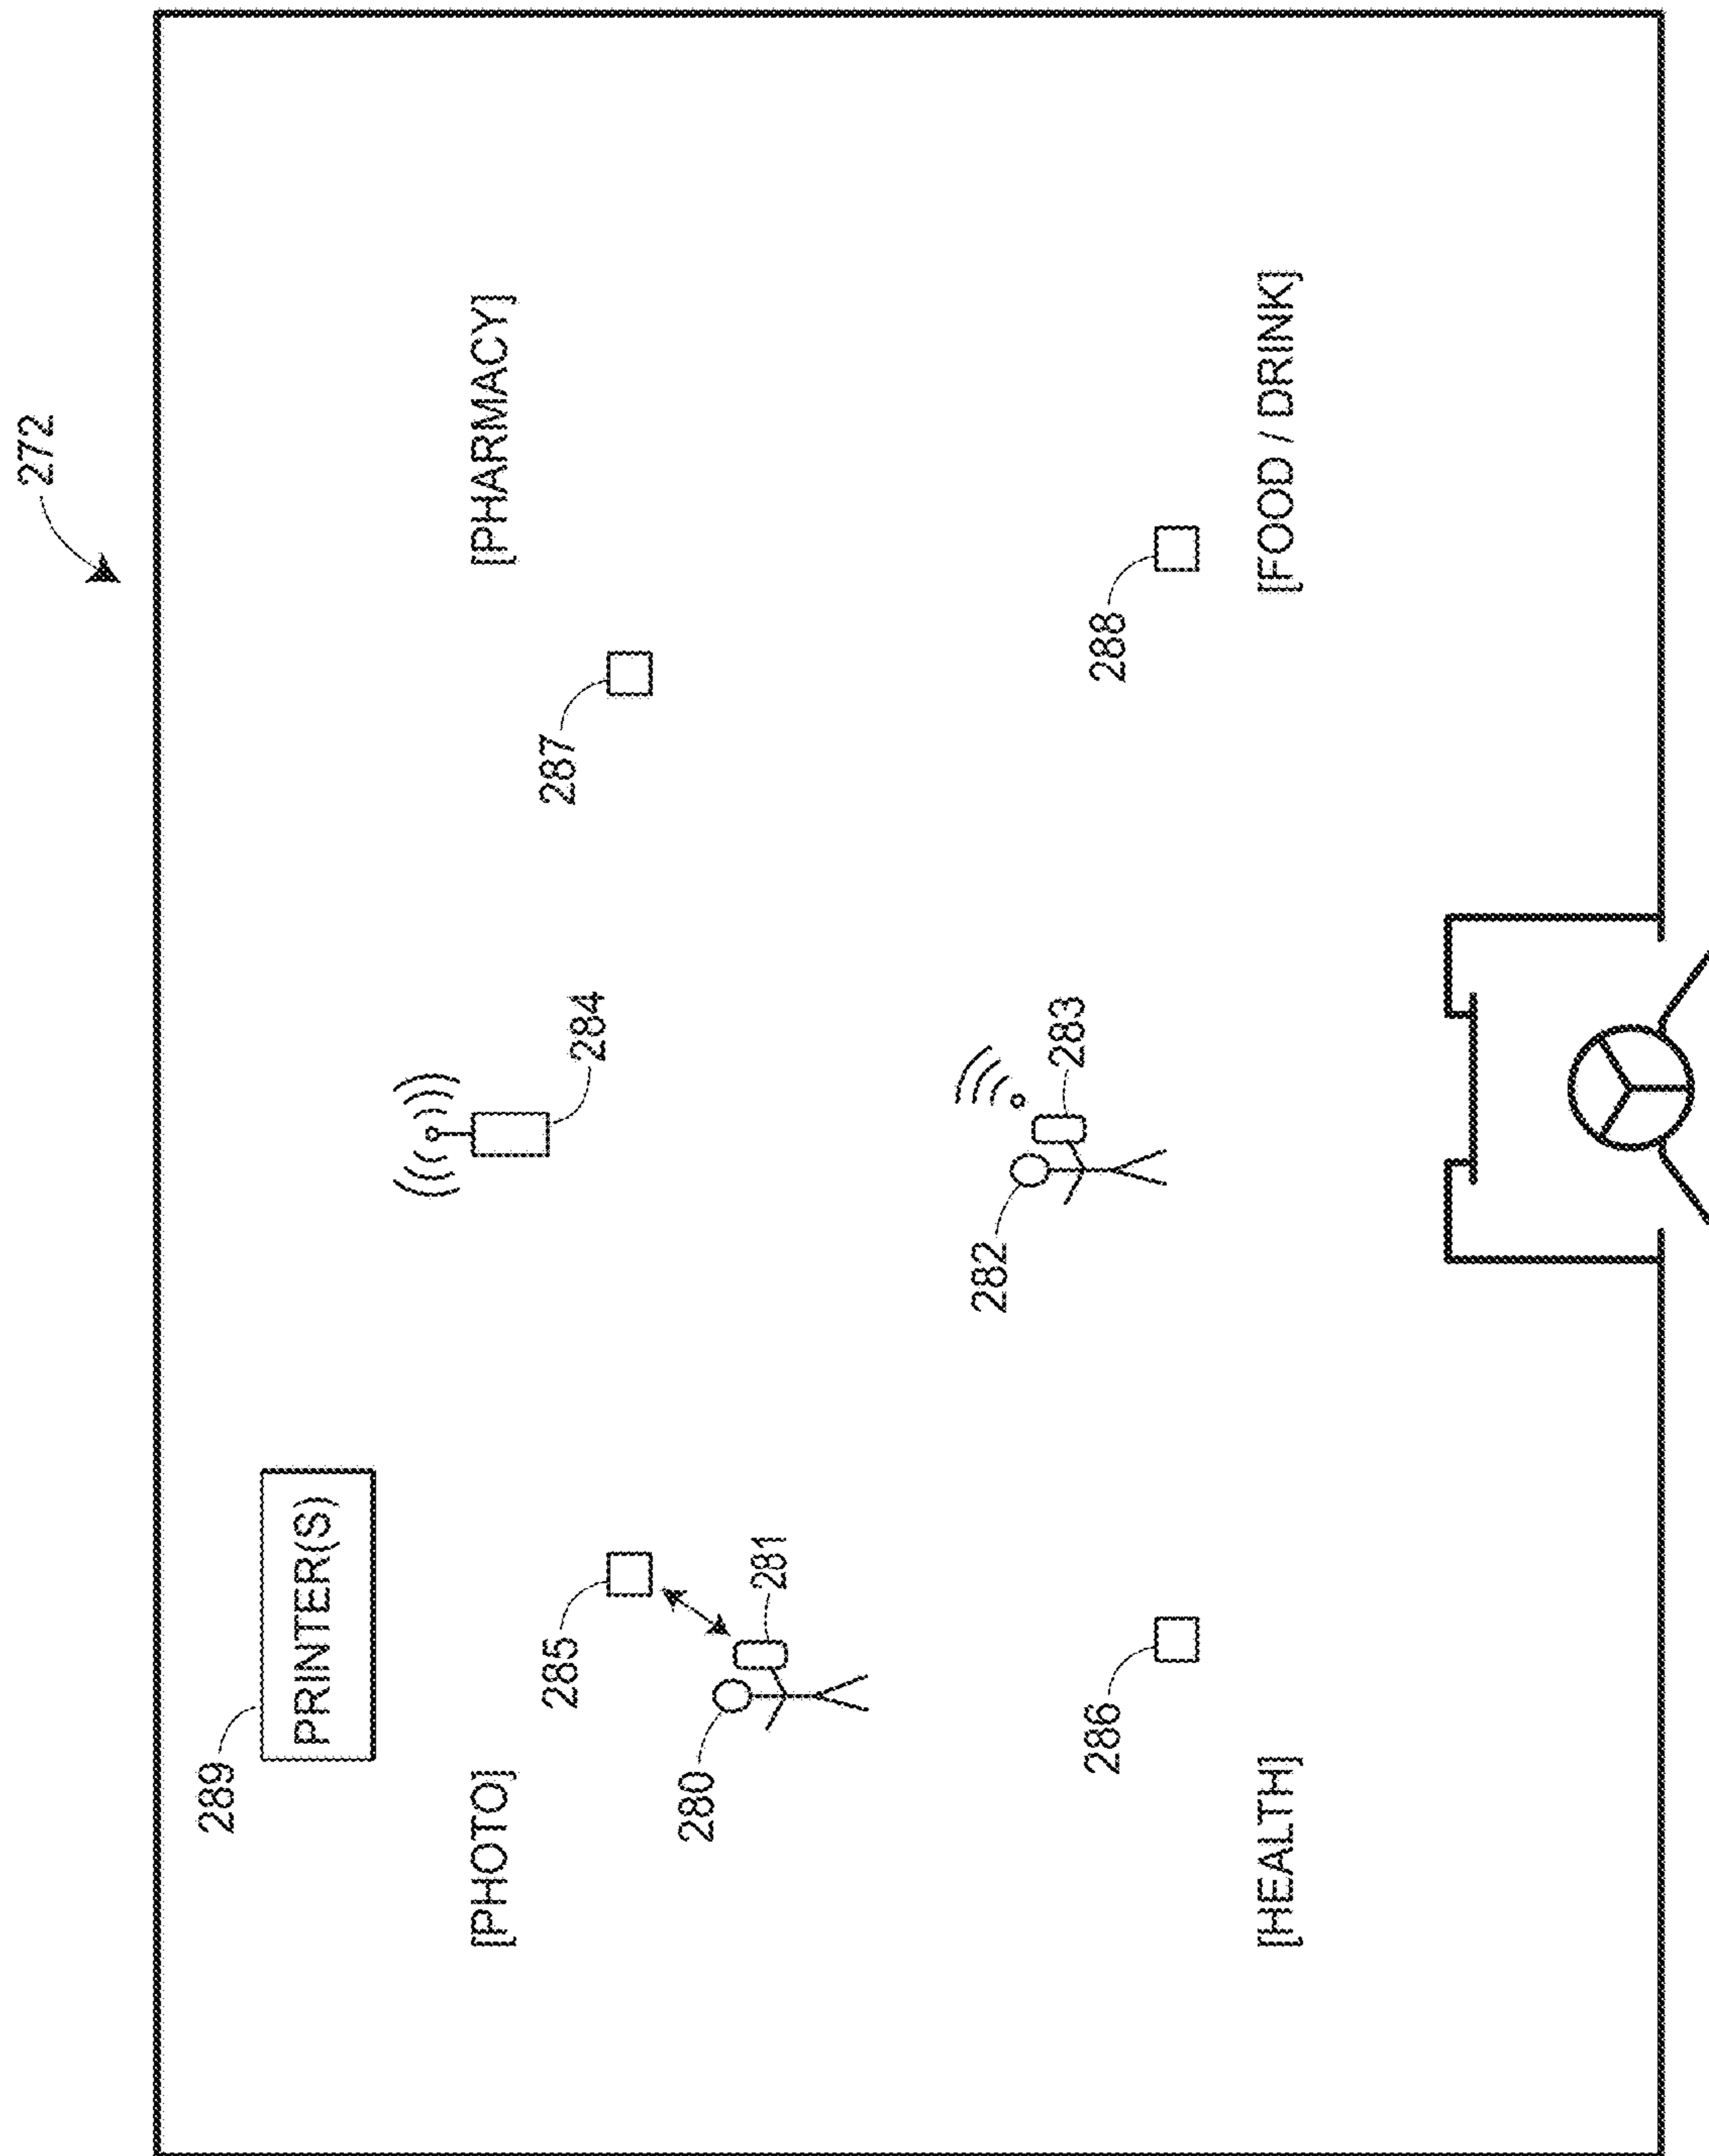 272
289
PRINTER(S)
[PHOTO]
[PHARMACY]
284
285
287
281
280
282
283
286
288
[HEALTH]
[FOOD / DRINK]